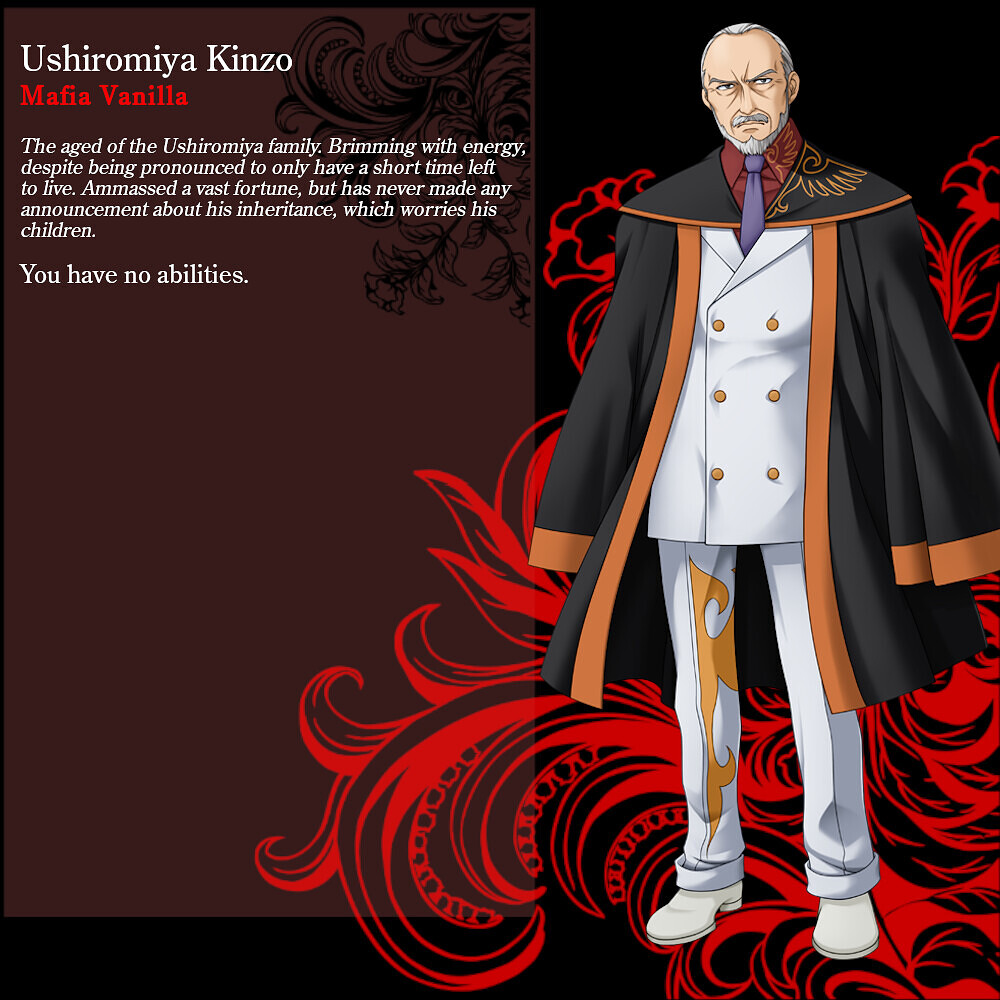 Ushiromiya Kinzo
Mafia Vanilla
The aged of the Ushiromiya family. Brimming with energy,
despite being pronounced to only have a short time left
to live. Ammassed a vast fortune, but has never made any
announcement about his inheritance, which worries his
children.
You have no abilities.